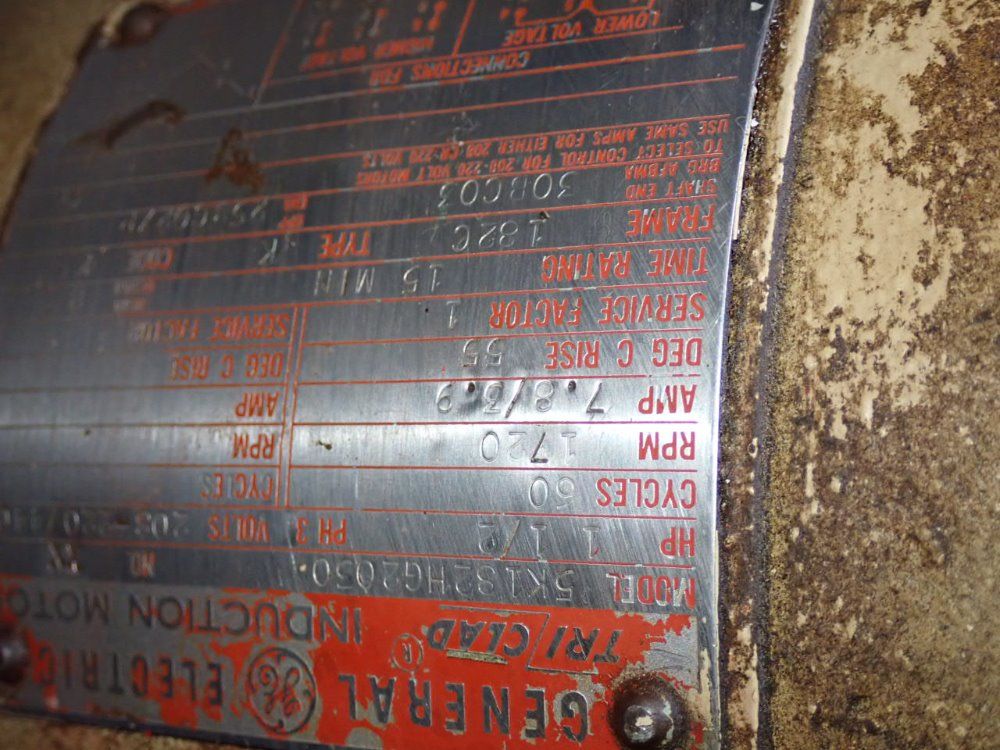 GENERAL GE ELECTRIC
TRI/CLAD ® INDUCTION MOTOR
MODEL 5K182HG2050 NO.
HP 1 1/2 PH 3 VOLTS 208-220/440
CYCLES 60 CYCLES
RPM 1720 RPM
AMP 7.8/3.9 AMP
DEG C RISE 55 DEG C RISE
SERVICE FACTOR 1 SERVICE FACTOR
TIME RATING 15 MIN
FRAME 182C TYPE K CODE
SHAFT END
BRG AFBMA 30BC03
TO SELECT CONTROL FOR 208-220 VOLT MOTORS
USE SAME AMPS FOR EITHER 208 OR 220 VOLTS
CONNECTIONS FOR
HIGHER VOLTAGE LOWER VOLTAGE